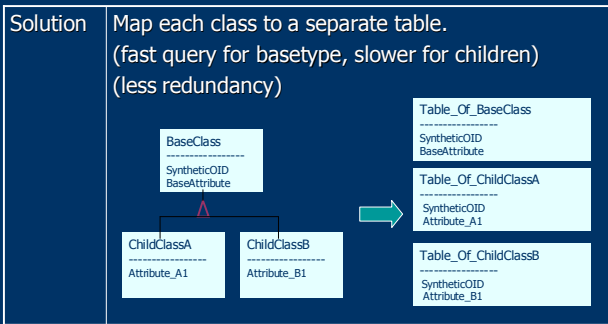 Solution
Map each class to a separate table.
(fast query for basetype, slower for children)
(less redundancy)
BaseClass
-----------------
SyntheticOID
BaseAttribute
ChildClassA
-----------------
Attribute_A1
ChildClassB
-----------------
Attribute_B1
Table_Of_BaseClass
-----------------
SyntheticOID
BaseAttribute
Table_Of_ChildClassA
-----------------
SyntheticOID
Attribute_A1
Table_Of_ChildClassB
-----------------
SyntheticOID
Attribute_B1